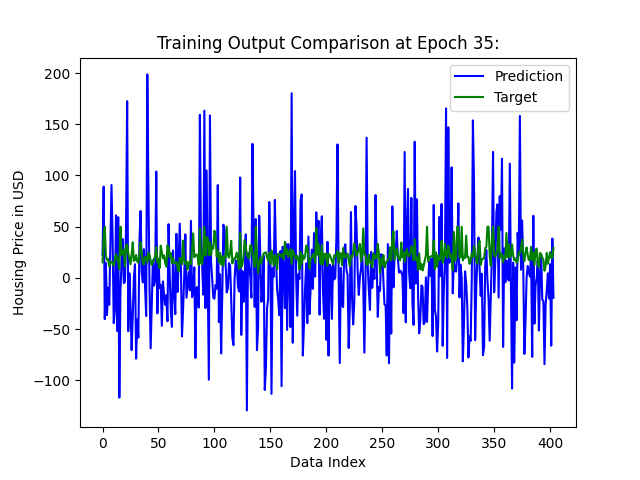 Training Output Comparison at Epoch 35:
Prediction
Target
Housing Price in USD
200
150
100
50
0
−50
−100
0 50 100 150 200 250 300 350 400
Data Index